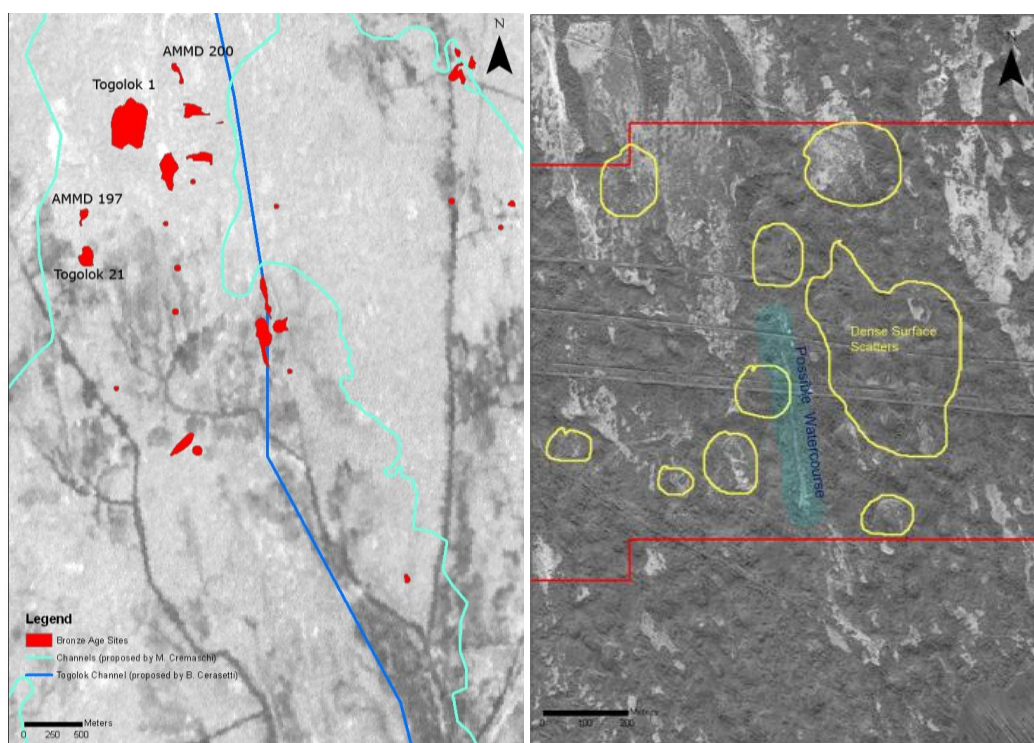 AMMD 200
Togolok 1
AMMD 197
Togolok 21
N
Legend
Bronze Age Sites
Channels (proposed by M. Cremaschi)
Togolok Channel (proposed by B. Cerasetti)
Meters
0 250 500
Dense Surface
Scatters
Possible Watercourse
Meters
0 100 200